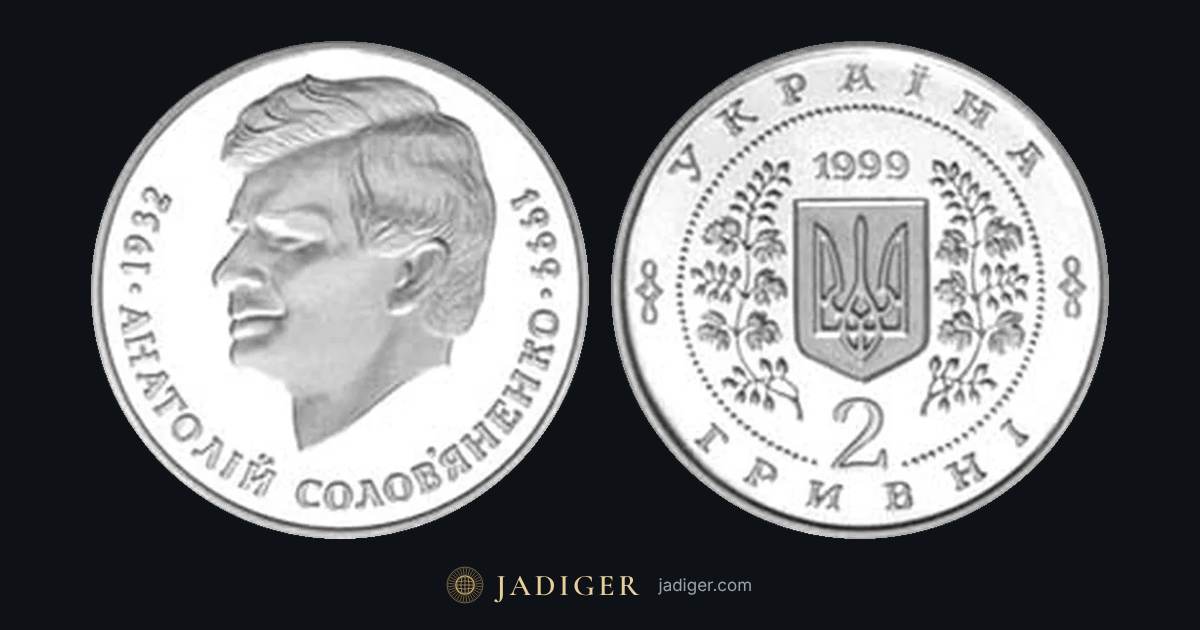 ·1932
1999·
АНАТОЛІЙ СОЛОВ'ЯНЕНКО
УКРАЇНА
1999
2
ГРИВНІ
JADIGER jadiger.com